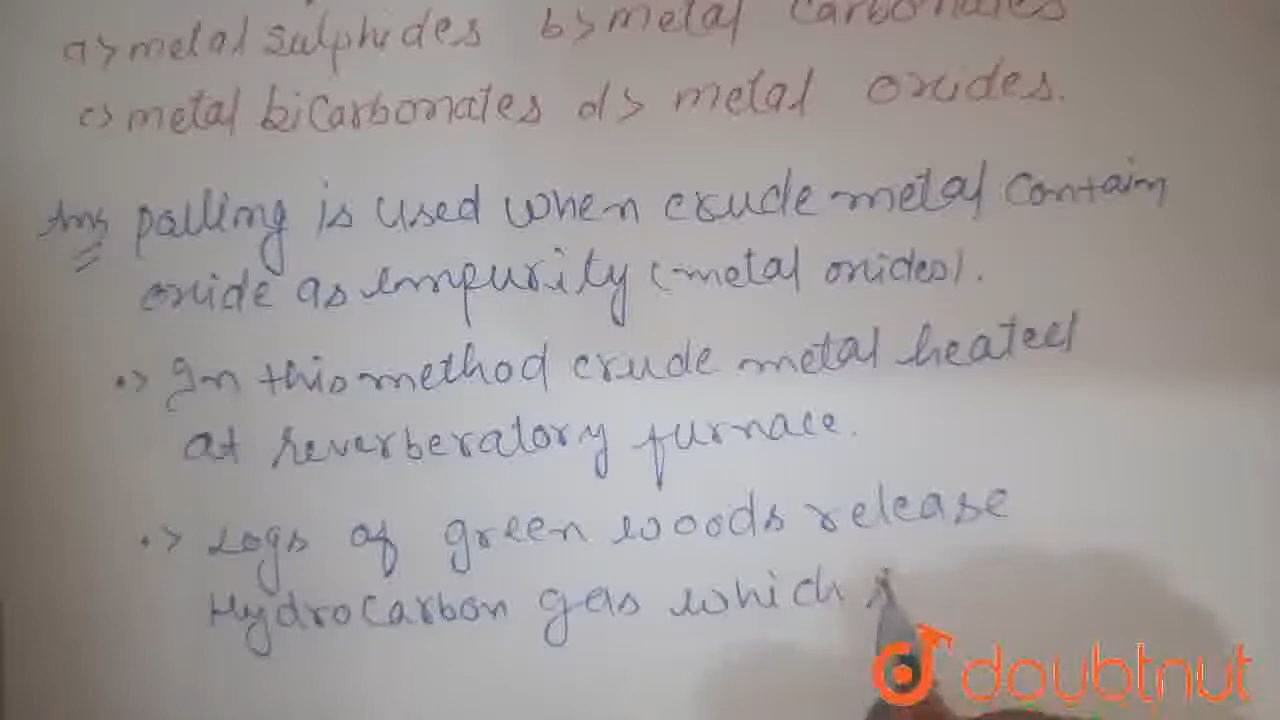 a> metal sulphides b> metal carbonates
c> metal bicarbonates d> metal oxides.
Ans palling is used when crude metal contain
oxide as impurity (metal oxides).
•> In this method crude metal heated
at reverberatory furnace.
•> Logs of green woods release
Hydrocarbon gas which
doubtnut